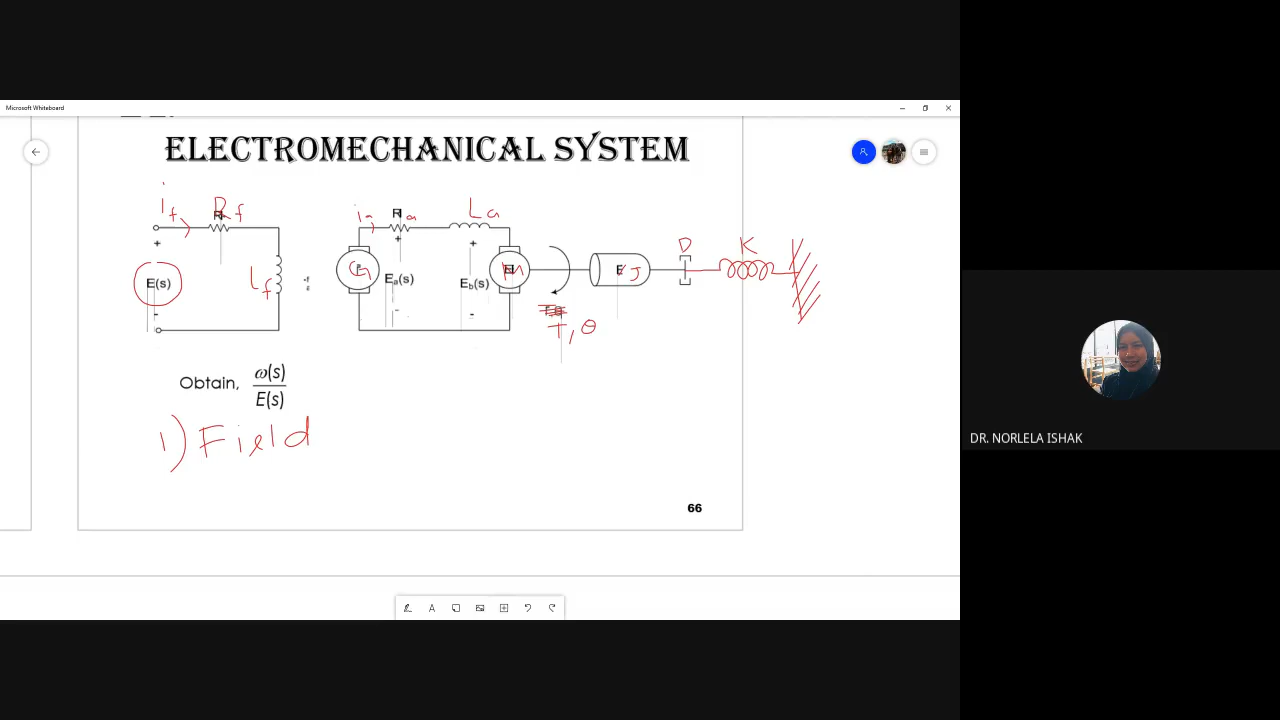 Microsoft Whiteboard
ELECTROMECHANICAL SYSTEM
If Rf ia Ra La
+ + +
E(s) Lf G Ea(s) Eb(s) M J D K
- - -
T, θ
Obtain, ω(s)
E(s)
1) Field
66
A
DR. NORLELA ISHAK